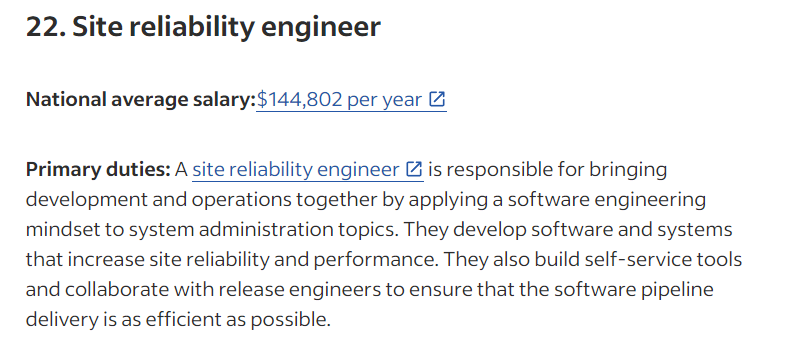 22. Site reliability engineer
National average salary:$144,802 per year
Primary duties: A site reliability engineer is responsible for bringing
development and operations together by applying a software engineering
mindset to system administration topics. They develop software and systems
that increase site reliability and performance. They also build self-service tools
and collaborate with release engineers to ensure that the software pipeline
delivery is as efficient as possible.